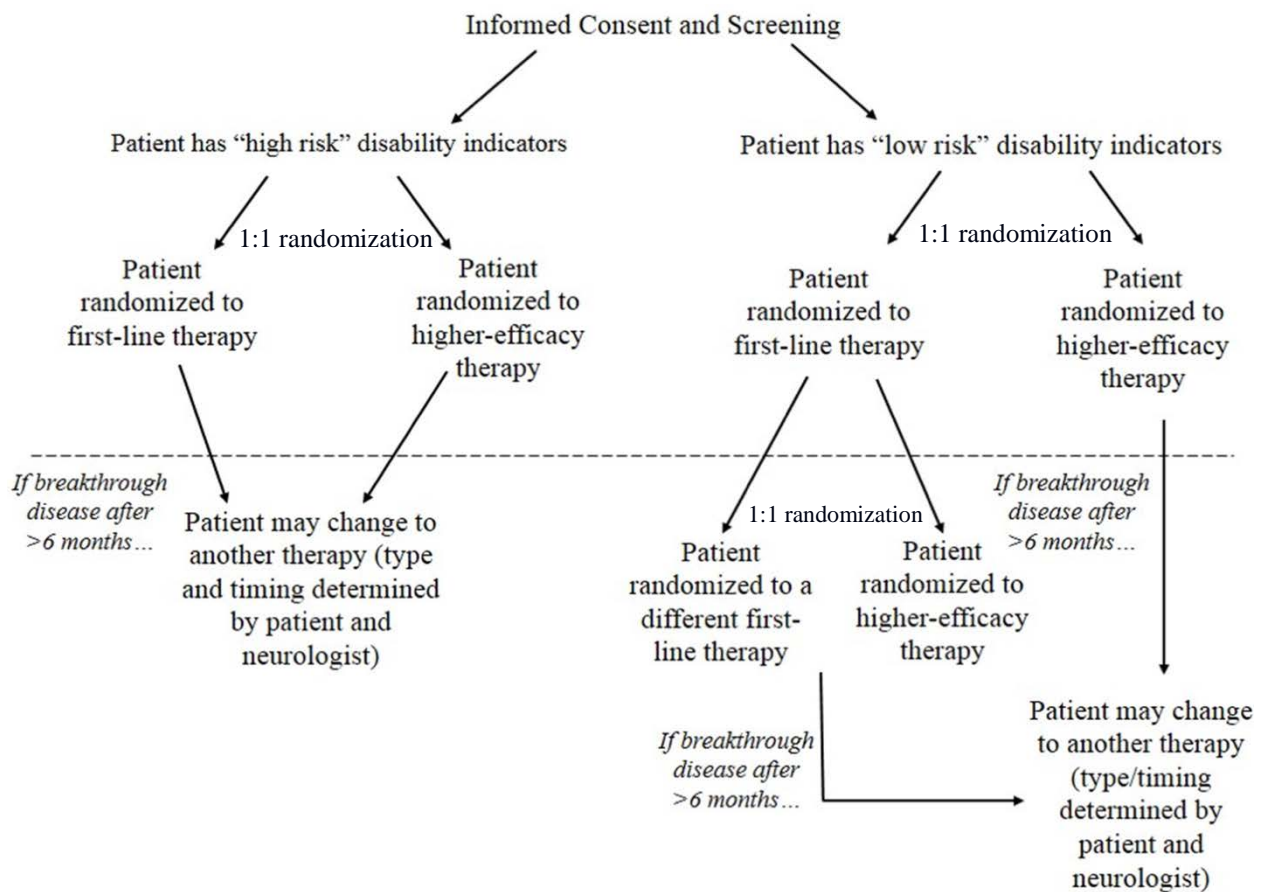 Informed Consent and Screening
Patient has “high risk” disability indicators
Patient has “low risk” disability indicators
1:1 randomization
1:1 randomization
Patient
randomized to
first-line therapy
Patient
randomized to
higher-efficacy
therapy
Patient
randomized to
first-line therapy
Patient
randomized to
higher-efficacy
therapy
If breakthrough
disease after
>6 months…
Patient may change to
another therapy (type
and timing determined
by patient and
neurologist)
1:1 randomization
Patient
randomized to a
different first-
line therapy
Patient
randomized to
higher-efficacy
therapy
If breakthrough
disease after
>6 months…
If breakthrough
disease after
>6 months…
Patient may change
to another therapy
(type/timing
determined by
patient and
neurologist)